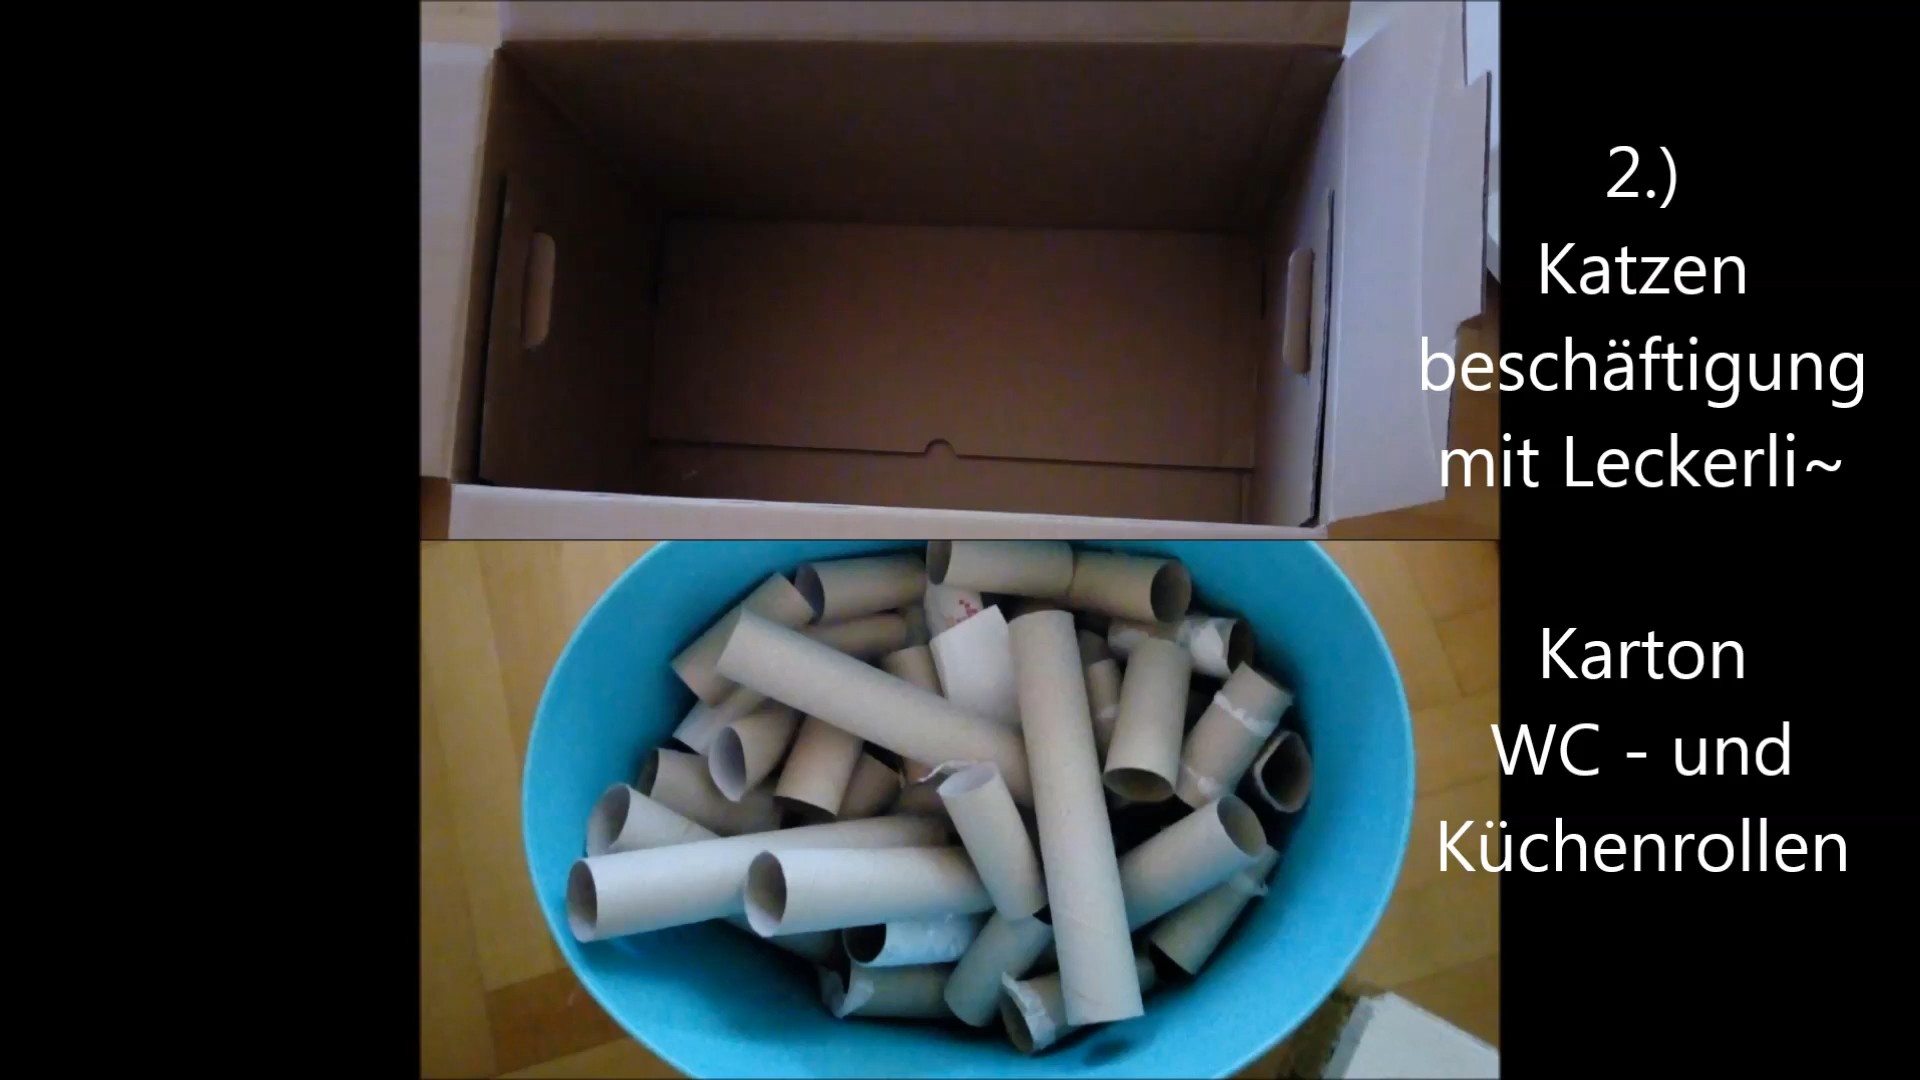 2.)
Katzen
beschäftigung
mit Leckerli~
Karton
WC - und
Küchenrollen